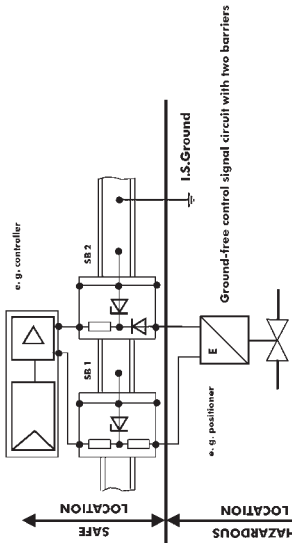 e. g. controller
SB 1
SB 2
I.S.Ground
E
e. g. positioner
Ground-free control signal circuit with two barriers
SAFE
LOCATION
HAZARDOUS
LOCATION